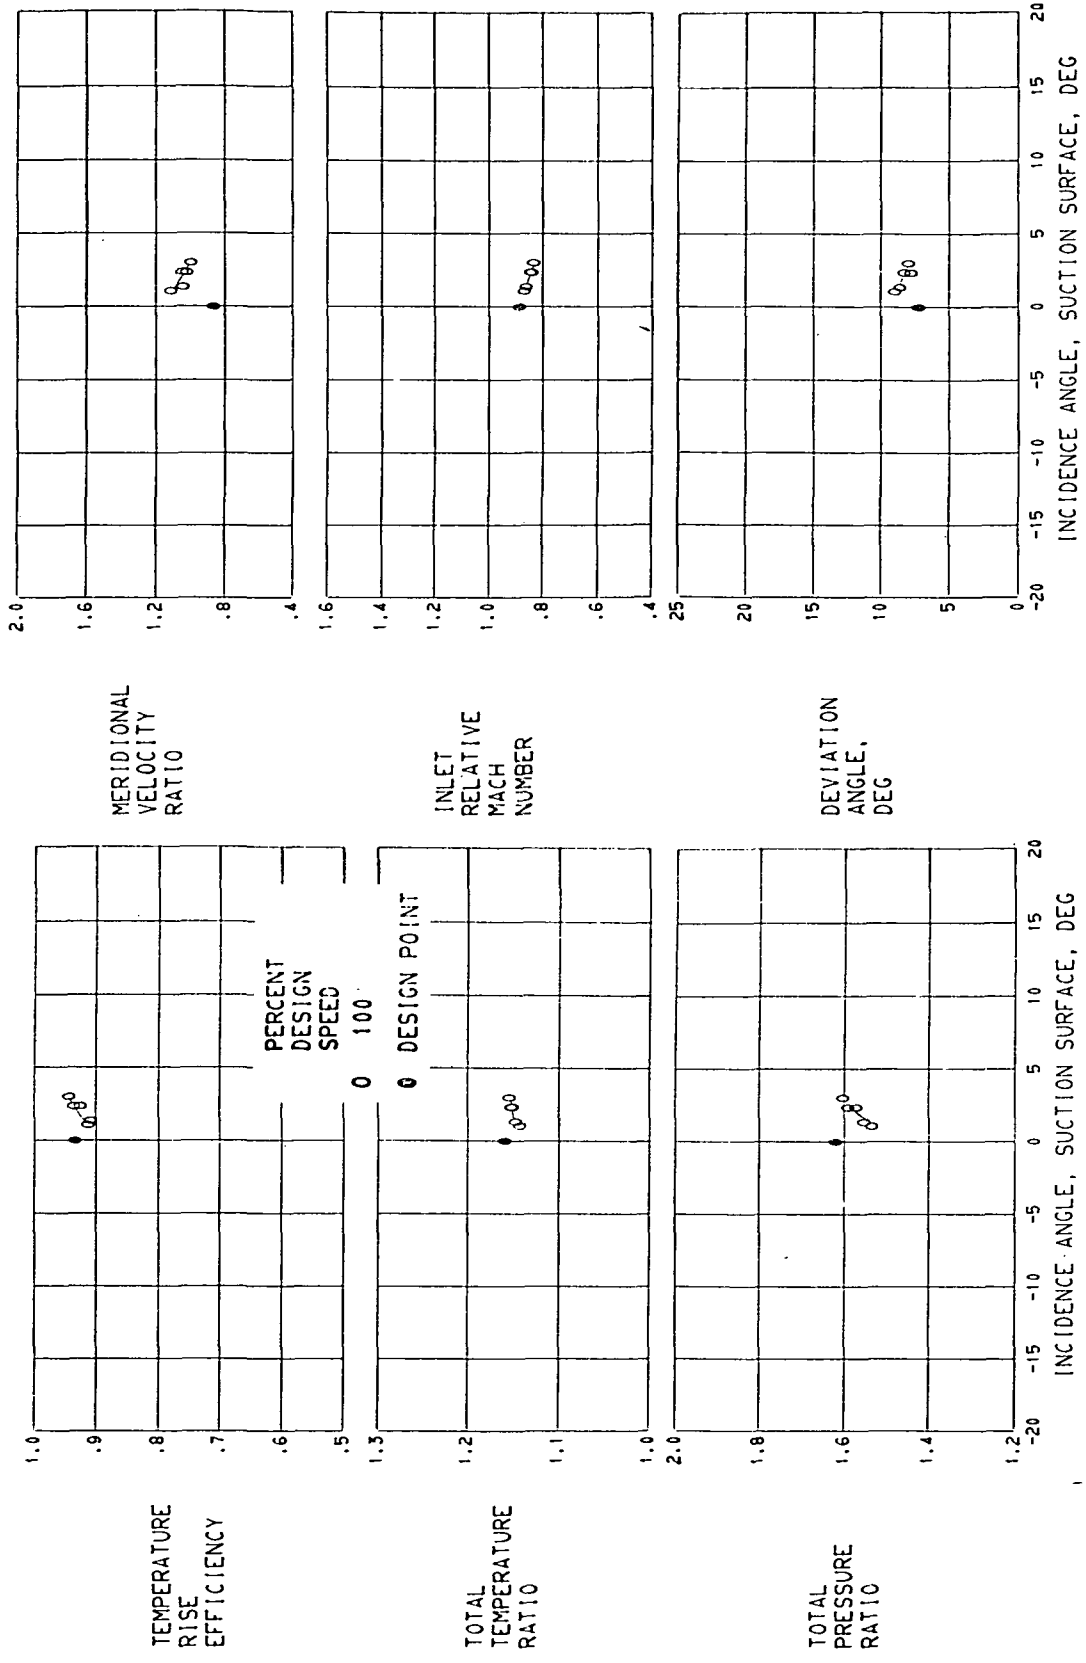 TEMPERATURE
RISE
EFFICIENCY
1.0
.9
.8
.7
.6
.5
PERCENT
DESIGN
SPEED
O 100
DESIGN POINT
TOTAL
TEMPERATURE
RATIO
1.3
1.2
1.1
1.0
TOTAL
PRESSURE
RATIO
2.0
1.8
1.6
1.4
1.2
-20 -15 -10 -5 0 5 10 15 20
INCIDENCE ANGLE, SUCTION SURFACE, DEG
MERIDIONAL
VELOCITY
RATIO
2.0
1.6
1.2
.8
.4
INLET
RELATIVE
MACH
NUMBER
1.6
1.4
1.2
1.0
.8
.6
.4
DEVIATION
ANGLE,
DEG
25
20
15
10
5
0
-20 -15 -10 -5 0 5 10 15 20
INCIDENCE ANGLE, SUCTION SURFACE, DEG